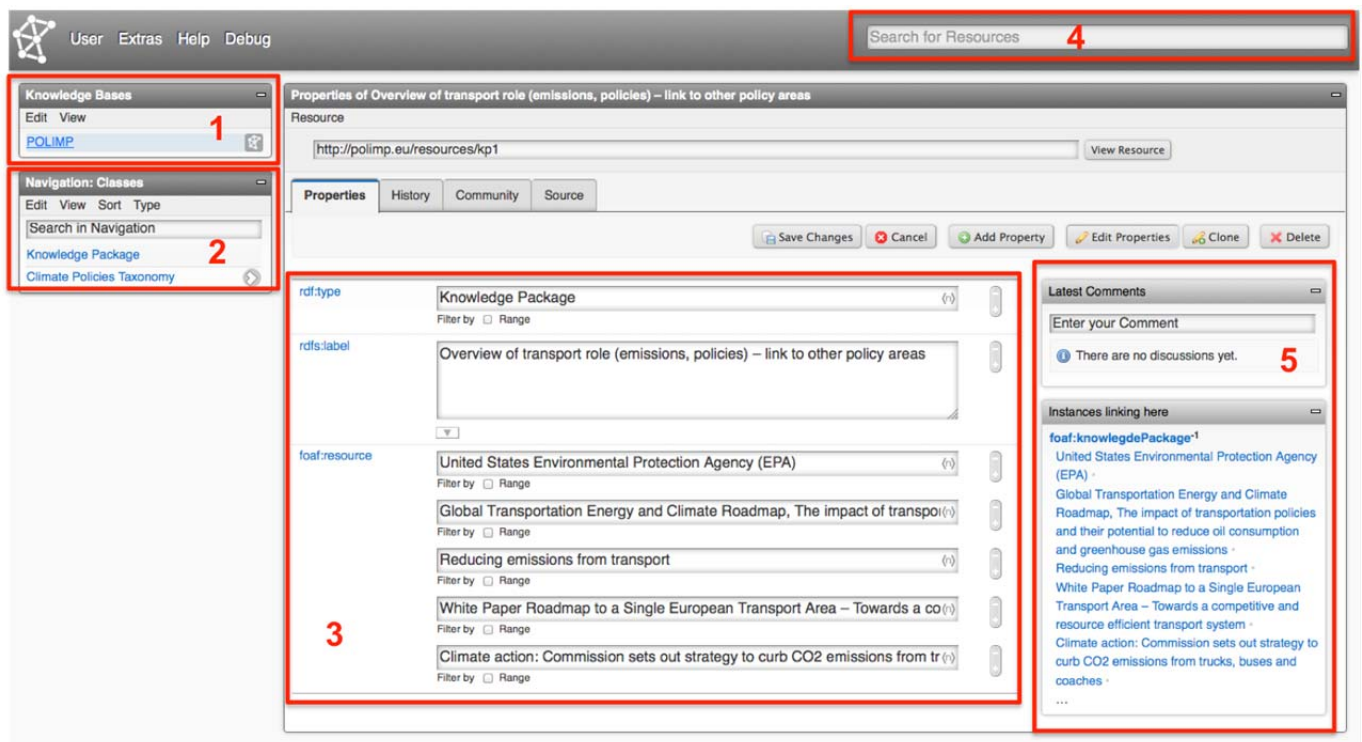 User Extras Help Debug
Search for Resources
4
Knowledge Bases
Edit View
1
POLIMP
Navigation: Classes
Edit View Sort Type
Search in Navigation
Knowledge Package
2
Climate Policies Taxonomy
Properties of Overview of transport role (emissions, policies) – link to other policy areas
Resource
http://polimp.eu/resources/kp1
View Resource
Properties History Community Source
Save Changes Cancel Add Property Edit Properties Clone Delete
rdf:type
Knowledge Package
Filter by Range
rdfs:label
Overview of transport role (emissions, policies) – link to other policy areas
foaf:resource
United States Environmental Protection Agency (EPA)
Filter by Range
Global Transportation Energy and Climate Roadmap, The impact of transpo
Filter by Range
Reducing emissions from transport
Filter by Range
White Paper Roadmap to a Single European Transport Area – Towards a co
Filter by Range
3
Climate action: Commission sets out strategy to curb CO2 emissions from tr
Filter by Range
Latest Comments
Enter your Comment
There are no discussions yet.
5
Instances linking here
foaf:knowlegdePackage-1
United States Environmental Protection Agency
(EPA)
Global Transportation Energy and Climate
Roadmap, The impact of transportation policies
and their potential to reduce oil consumption
and greenhouse gas emissions
Reducing emissions from transport
White Paper Roadmap to a Single European
Transport Area – Towards a competitive and
resource efficient transport system
Climate action: Commission sets out strategy to
curb CO2 emissions from trucks, buses and
coaches
...